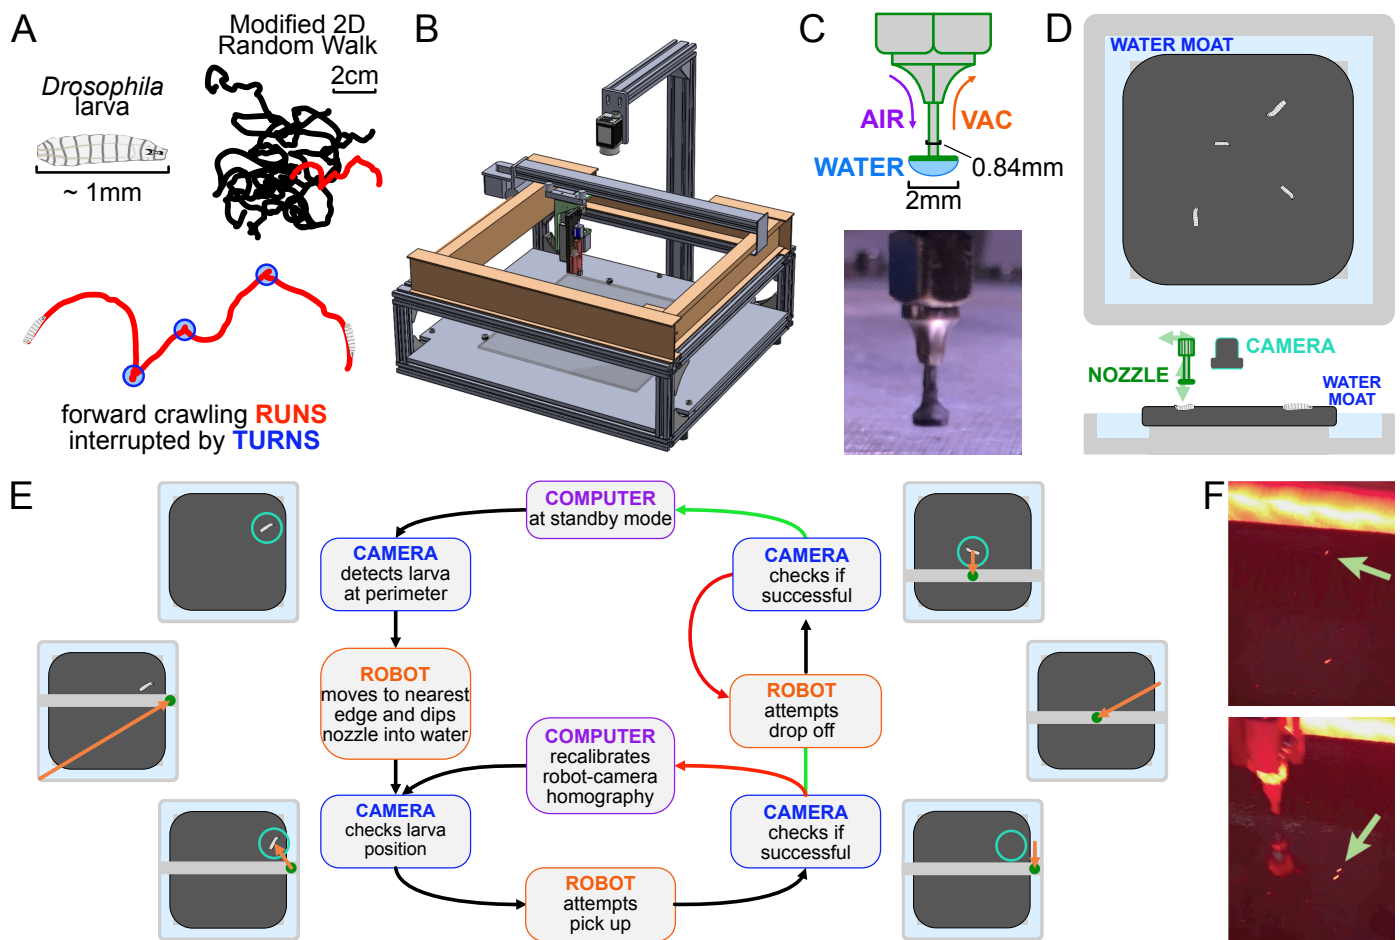 A
Modified 2D
Random Walk
2cm
Drosophila
larva
~ 1mm
forward crawling RUNS
interrupted by TURNS
B
C
AIR
VAC
WATER
0.84mm
2mm
D
WATER MOAT
CAMERA
NOZZLE
WATER
MOAT
E
COMPUTER
at standby mode
CAMERA
detects larva
at perimeter
ROBOT
moves to nearest
edge and dips
nozzle into water
CAMERA
checks larva
position
ROBOT
attempts
pick up
CAMERA
checks if
successful
COMPUTER
recalibrates
robot-camera
homography
ROBOT
attempts
drop off
CAMERA
checks if
successful
F